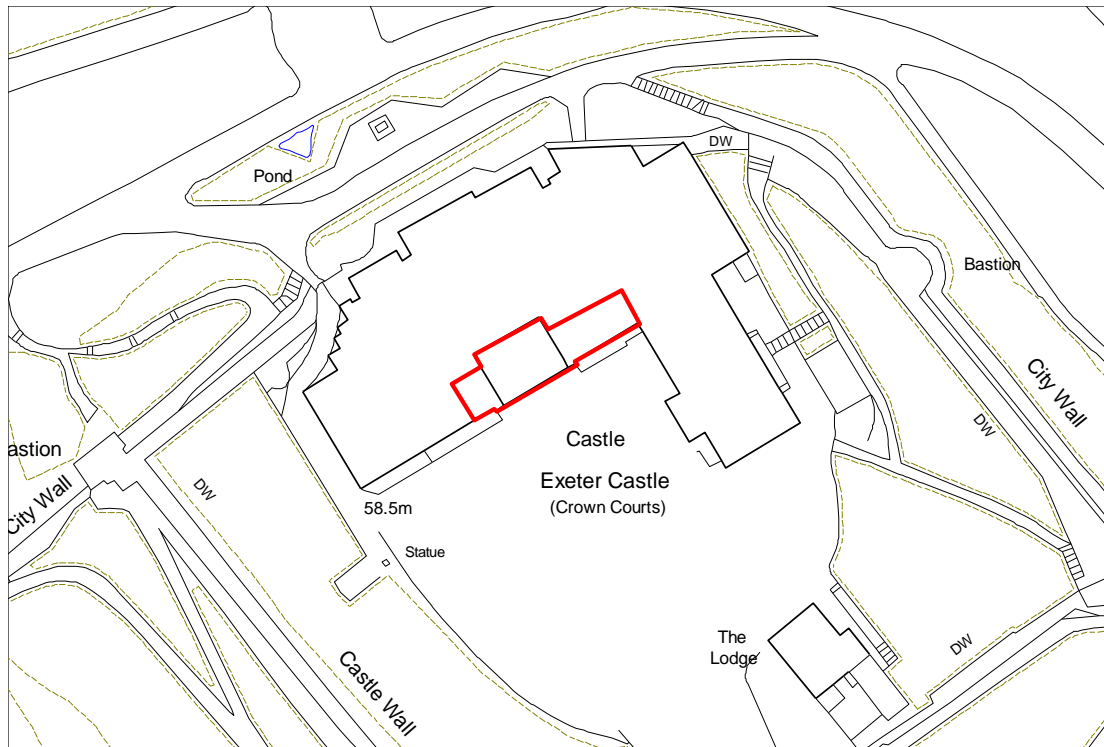 DW
Pond
Bastion
City Wall
DW
Castle
astion
Exeter Castle
DW
City Wall
58.5m
(Crown Courts)
Statue
The
Lodge
DW
Castle Wall